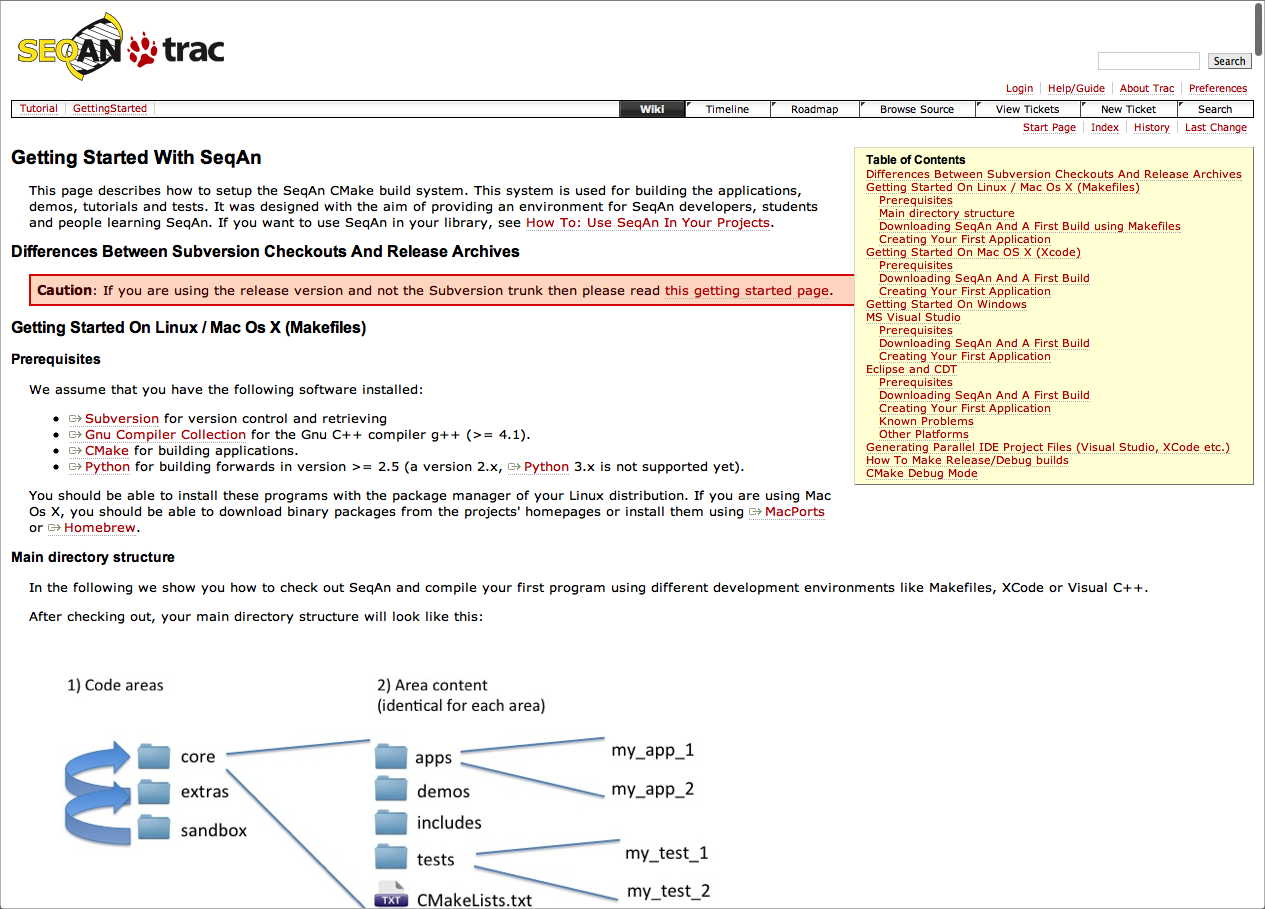 SEQAN trac
Search
Login Help/Guide About Trac Preferences
Tutorial GettingStarted Wiki Timeline Roadmap Browse Source View Tickets New Ticket Search
Start Page Index History Last Change
Getting Started With SeqAn
This page describes how to setup the SeqAn CMake build system. This system is used for building the applications,
demos, tutorials and tests. It was designed with the aim of providing an environment for SeqAn developers, students
and people learning SeqAn. If you want to use SeqAn in your library, see How To: Use SeqAn In Your Projects.
Differences Between Subversion Checkouts And Release Archives
Caution: If you are using the release version and not the Subversion trunk then please read this getting started page.
Getting Started On Linux / Mac Os X (Makefiles)
Prerequisites
We assume that you have the following software installed:
Subversion for version control and retrieving
Gnu Compiler Collection for the Gnu C++ compiler g++ (>= 4.1).
CMake for building applications.
Python for building forwards in version >= 2.5 (a version 2.x, Python 3.x is not supported yet).
You should be able to install these programs with the package manager of your Linux distribution. If you are using Mac
Os X, you should be able to download binary packages from the projects' homepages or install them using MacPorts
or Homebrew.
Table of Contents
Differences Between Subversion Checkouts And Release Archives
Getting Started On Linux / Mac Os X (Makefiles)
Prerequisites
Main directory structure
Downloading SeqAn And A First Build using Makefiles
Creating Your First Application
Getting Started On Mac OS X (Xcode)
Prerequisites
Downloading SeqAn And A First Build
Creating Your First Application
Getting Started On Windows
MS Visual Studio
Prerequisites
Downloading SeqAn And A First Build
Creating Your First Application
Eclipse and CDT
Prerequisites
Downloading SeqAn And A First Build
Creating Your First Application
Known Problems
Other Platforms
Generating Parallel IDE Project Files (Visual Studio, XCode etc.)
How To Make Release/Debug builds
CMake Debug Mode
Main directory structure
In the following we show you how to check out SeqAn and compile your first program using different development environments like Makefiles, XCode or Visual C++.
After checking out, your main directory structure will look like this:
1) Code areas
core
extras
sandbox
2) Area content
(identical for each area)
apps
demos
includes
tests
TXT CMakeLists.txt
my_app_1
my_app_2
my_test_1
my_test_2